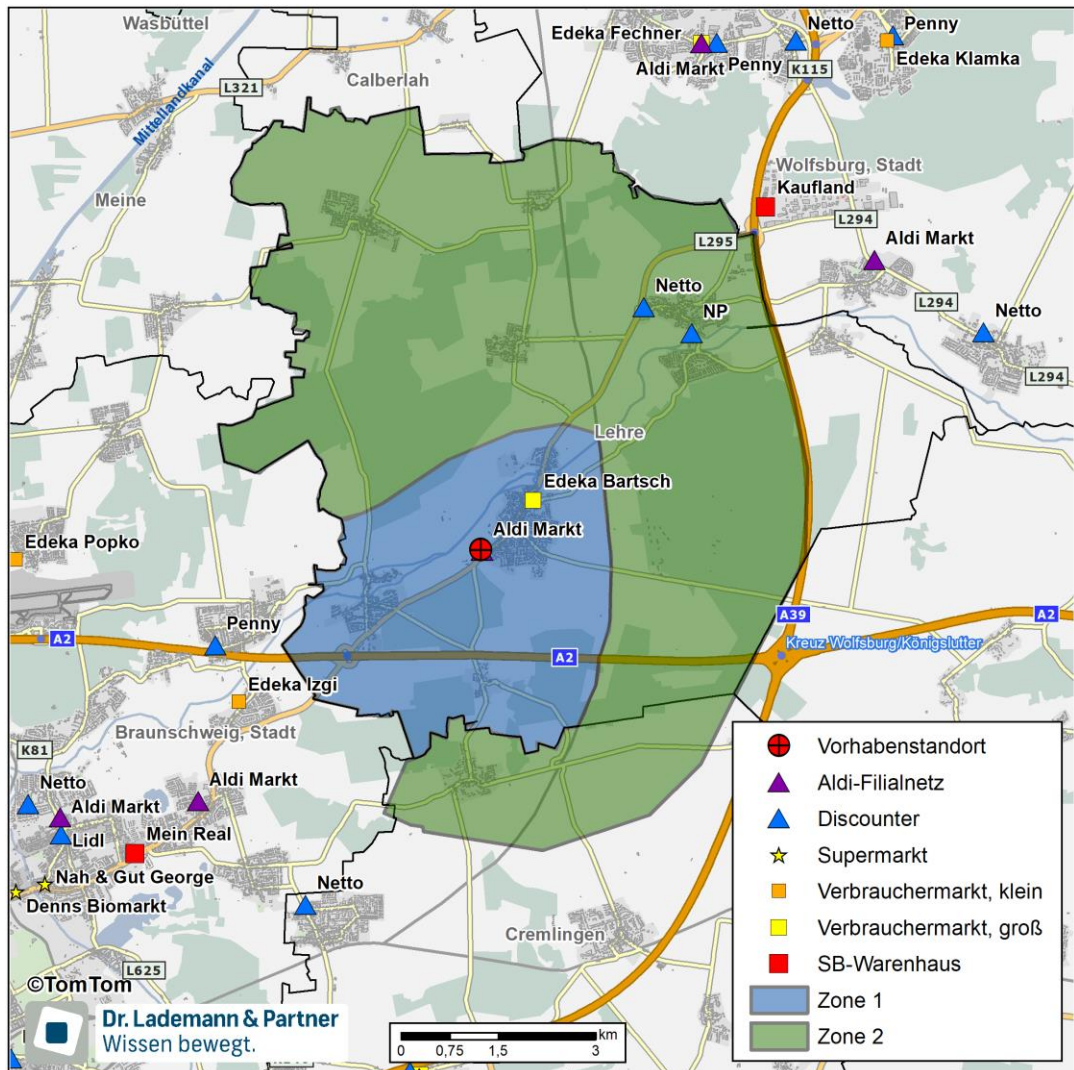 Wasbüttel
Edeka Fechner
Netto
Penny
Aldi Markt
Penny
K115
Edeka Klamka
Calberlah
L321
Mittellandkanal
Meine
Wolfsburg, Stadt
Kaufland
L294
L295
Aldi Markt
Netto
NP
L294
Netto
L294
Lehre
Edeka Bartsch
Aldi Markt
Edeka Popko
A2
Penny
A39
A2
Kreuz Wolfsburg/Königslutter
A2
Edeka Izgi
Braunschweig, Stadt
K81
Netto
Aldi Markt
Aldi Markt
Lidl
Mein Real
Nah & Gut George
Denns Biomarkt
Netto
Cremlingen
L625
©TomTom
Dr. Lademann & Partner
Wissen bewegt.
km
0 0,75 1,5 3
Vorhabenstandort
Aldi-Filialnetz
Discounter
Supermarkt
Verbrauchermarkt, klein
Verbrauchermarkt, groß
SB-Warenhaus
Zone 1
Zone 2